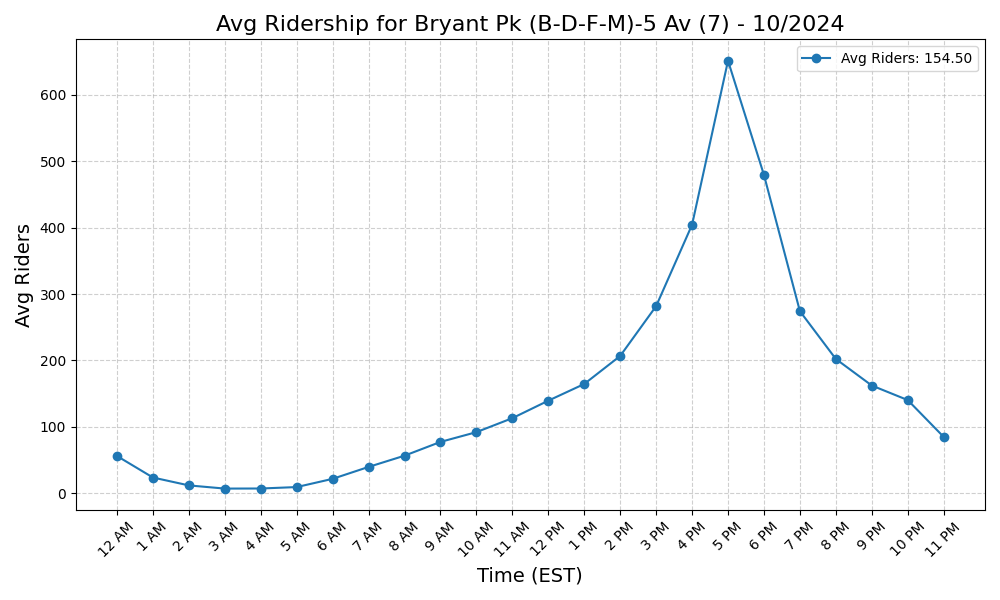 Avg Ridership for Bryant Pk (B-D-F-M)-5 Av (7) - 10/2024
Avg Riders: 154.50
Avg Riders
600
500
400
300
200
100
0
12 AM
1 AM
2 AM
3 AM
4 AM
5 AM
6 AM
7 AM
8 AM
9 AM
10 AM
11 AM
12 PM
1 PM
2 PM
3 PM
4 PM
5 PM
6 PM
7 PM
8 PM
9 PM
10 PM
11 PM
Time (EST)